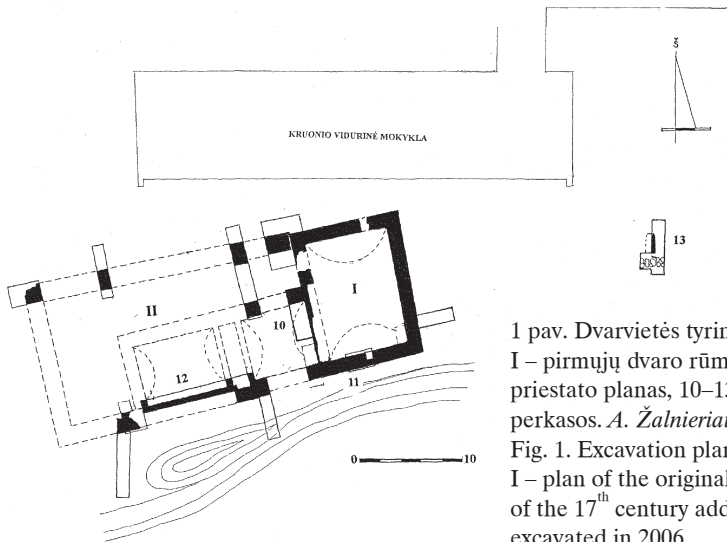 KRUONIO VIDURINĖ MOKYKLA
Š
13
I
II
10
12
11
0 10
1 pav. Dvarvietės tyrin
I – pirmųjų dvaro rūm
priestato planas, 10–13
perkasos. A. Žalnieriau
Fig. 1. Excavation plan
I – plan of the original
of the 17th century add
excavated in 2006.